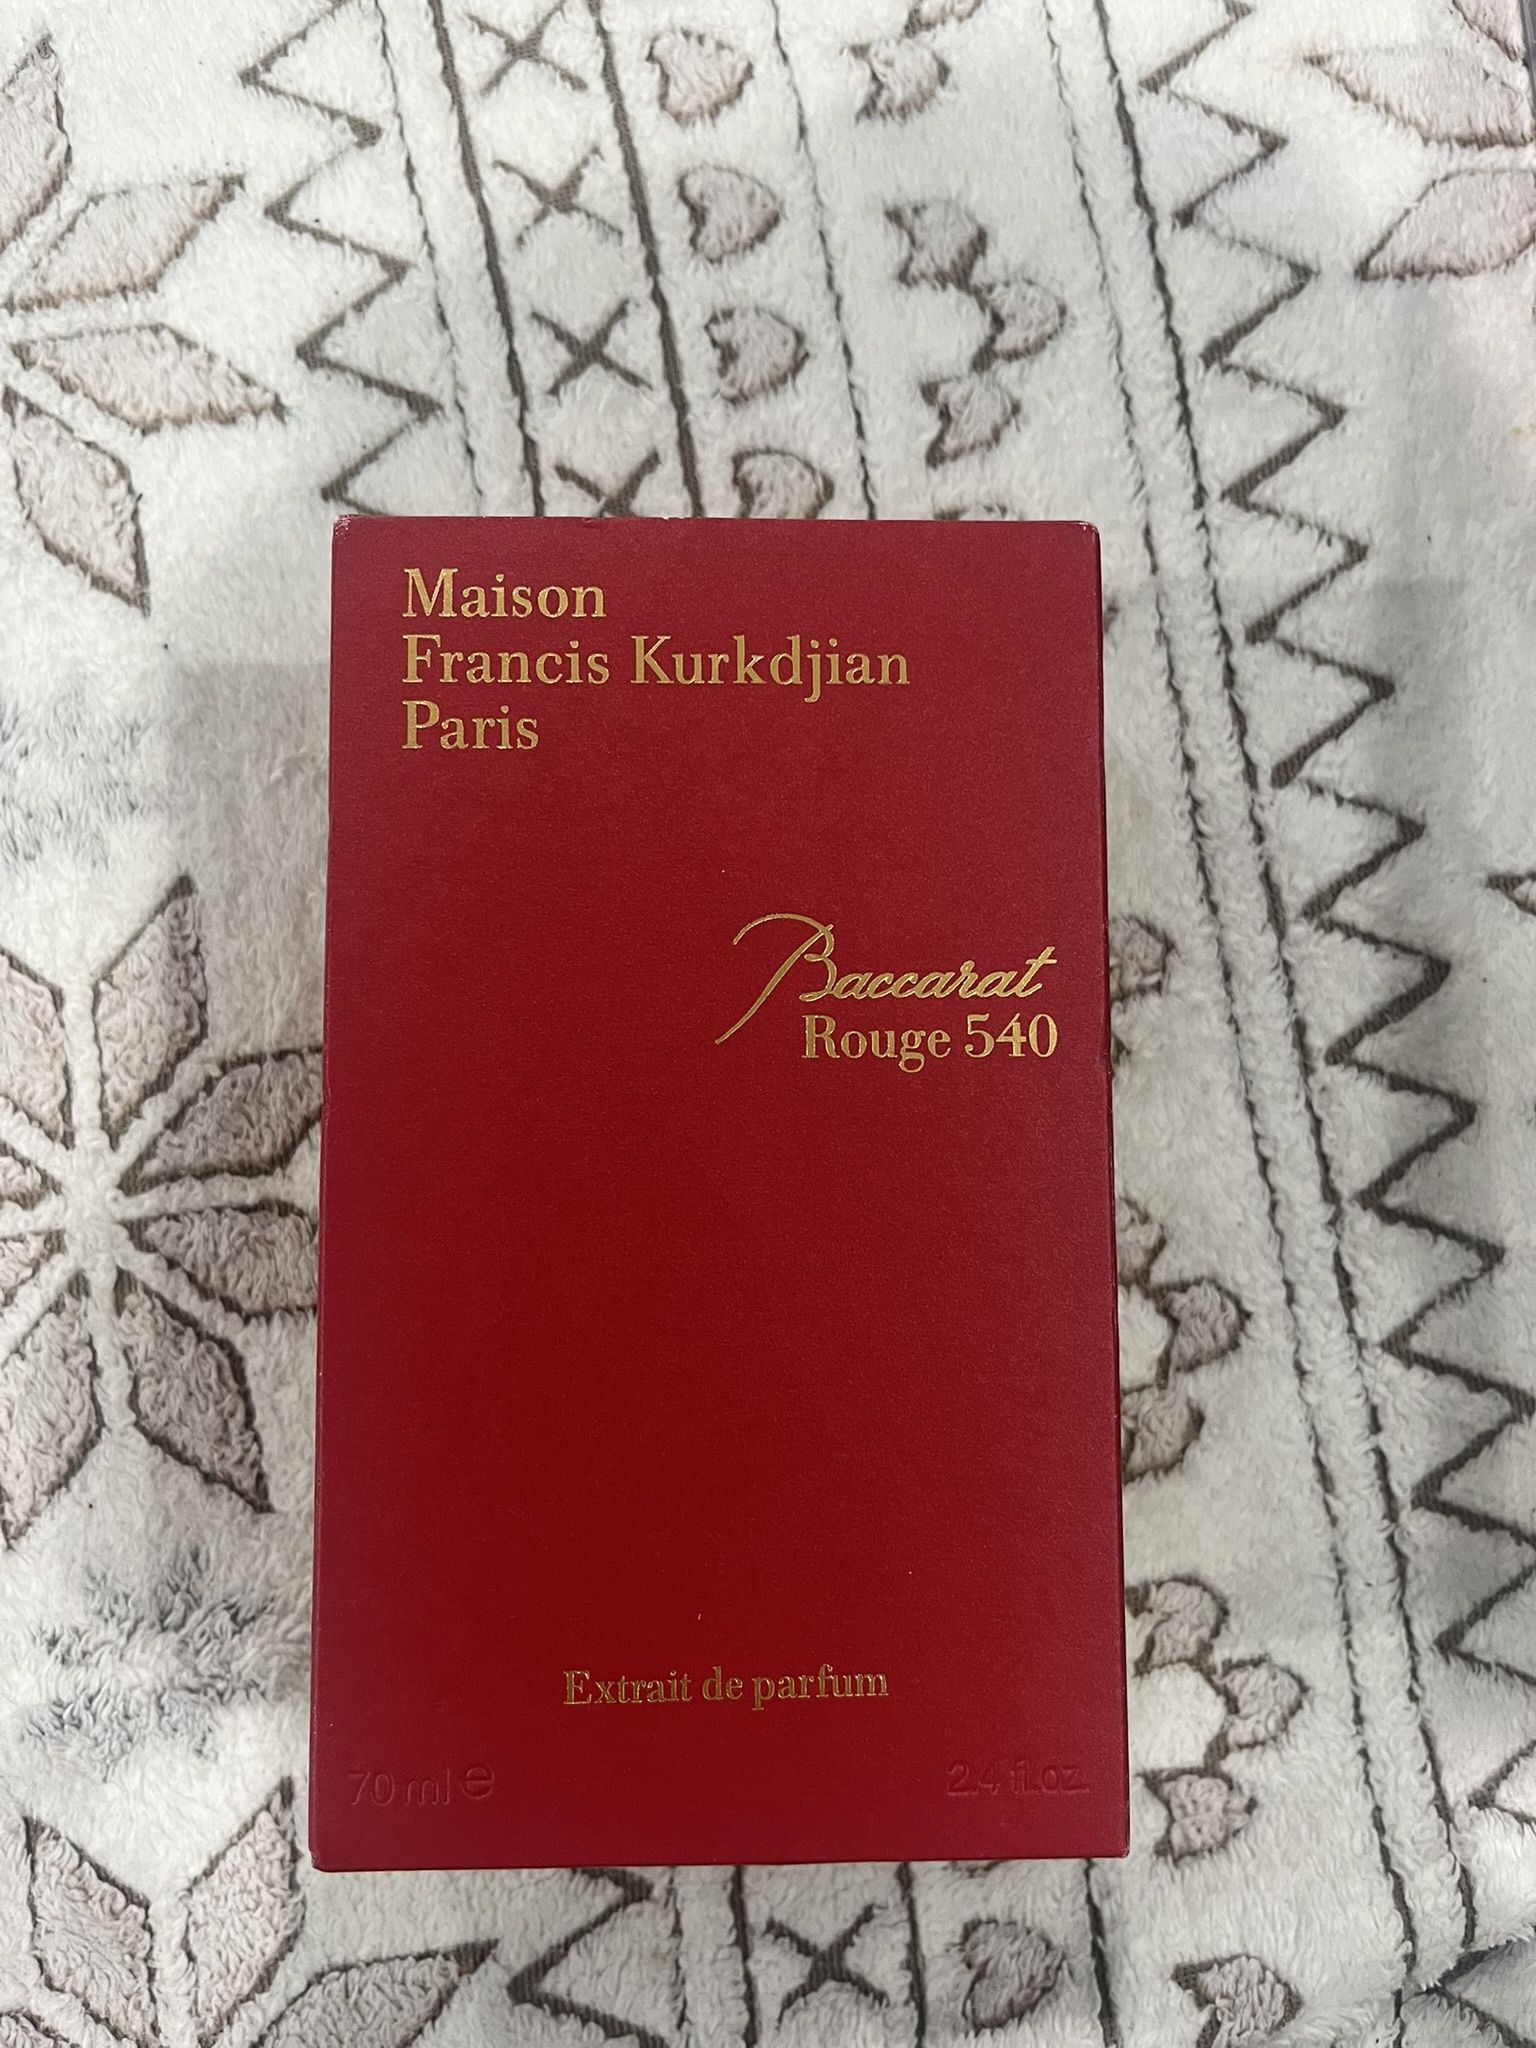 Maison
Francis Kurkdjian
Paris
Baccarat
Rouge 540
Extrait de parfum
70 ml e 2.4 fl.oz.